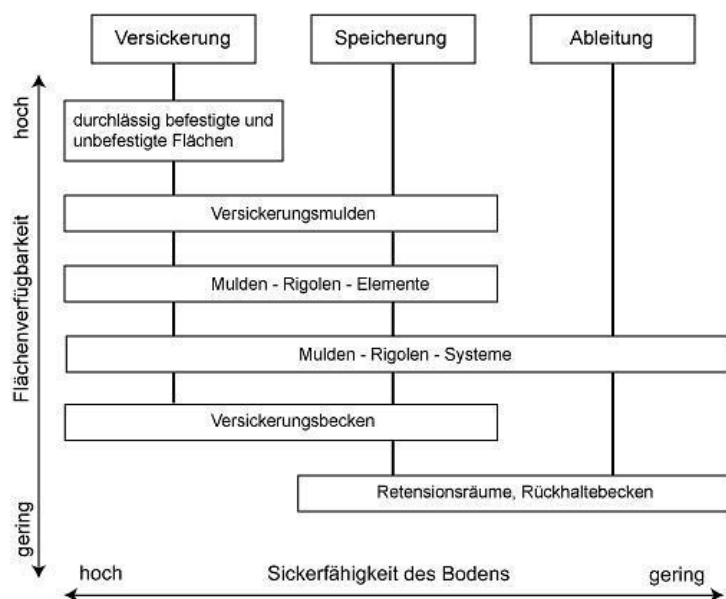 Versickerung
Speicherung
Ableitung
hoch
durchlässig befestigte und
unbefestigte Flächen
Versickerungsmulden
Mulden - Rigolen - Elemente
Flächenverfügbarkeit
Mulden - Rigolen - Systeme
Versickerungsbecken
Retensionsräume, Rückhaltebecken
gering
hoch
Sickerfähigkeit des Bodens
gering